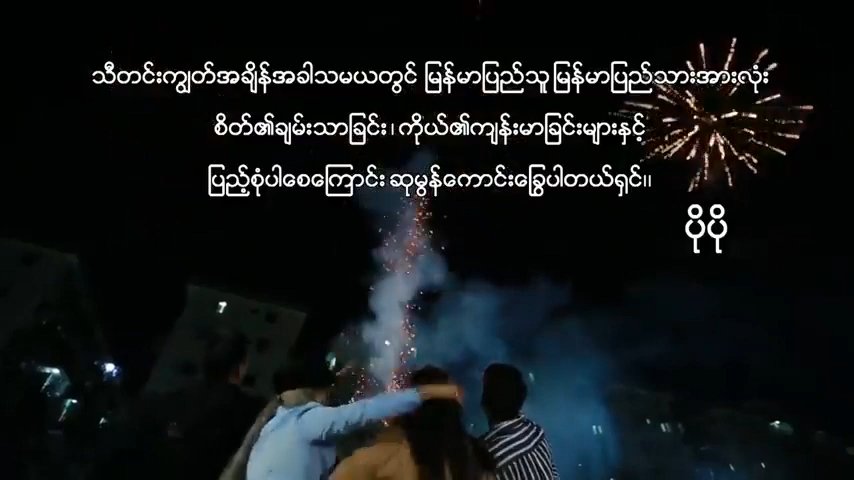 သီတင်းကျွတ်အချိန်အခါသမယတွင် မြန်မာပြည်သူ မြန်မာပြည်သားအားလုံး
စိတ်၏ချမ်းသာခြင်း၊ ကိုယ်၏ကျန်းမာခြင်းများနှင့်
ပြည့်စုံပါစေကြောင်း ဆုမွန်ကောင်းခြွေပါတယ်ရှင်။
ပိုပို